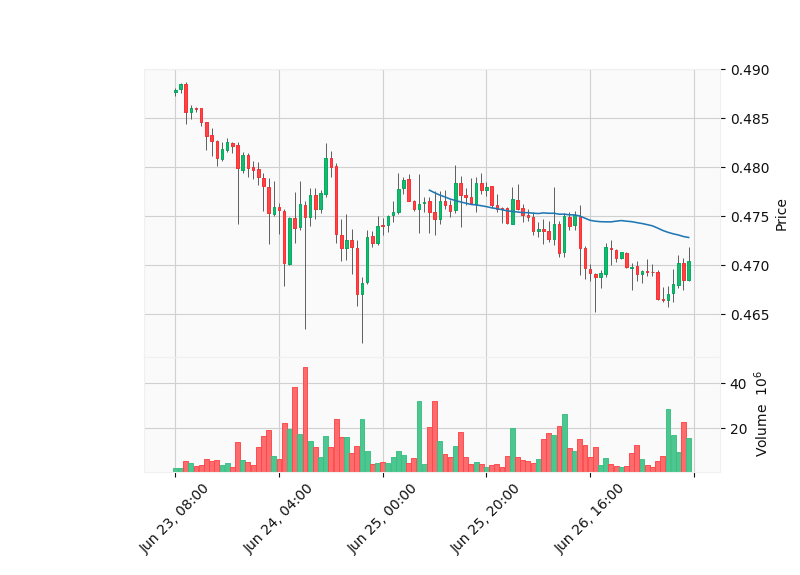 0.490
0.485
0.480
0.475
0.470
0.465
Price
40
20
Volume 10^6
Jun 23, 08:00
Jun 24, 04:00
Jun 25, 00:00
Jun 25, 20:00
Jun 26, 16:00